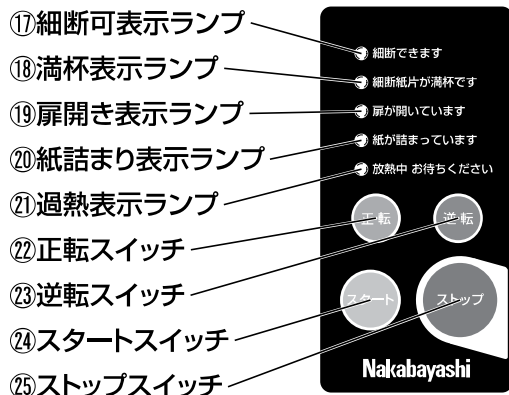 ⑰細断可表示ランプ
⑱満杯表示ランプ
⑲扉開き表示ランプ
⑳紙詰まり表示ランプ
㉑過熱表示ランプ
㉒正転スイッチ
㉓逆転スイッチ
㉔スタートスイッチ
㉕ストップスイッチ
細断できます
細断紙片が満杯です
扉が開いています
紙が詰まっています
放熱中 お待ちください
正転
逆転
スタート
ストップ
Nakabayashi